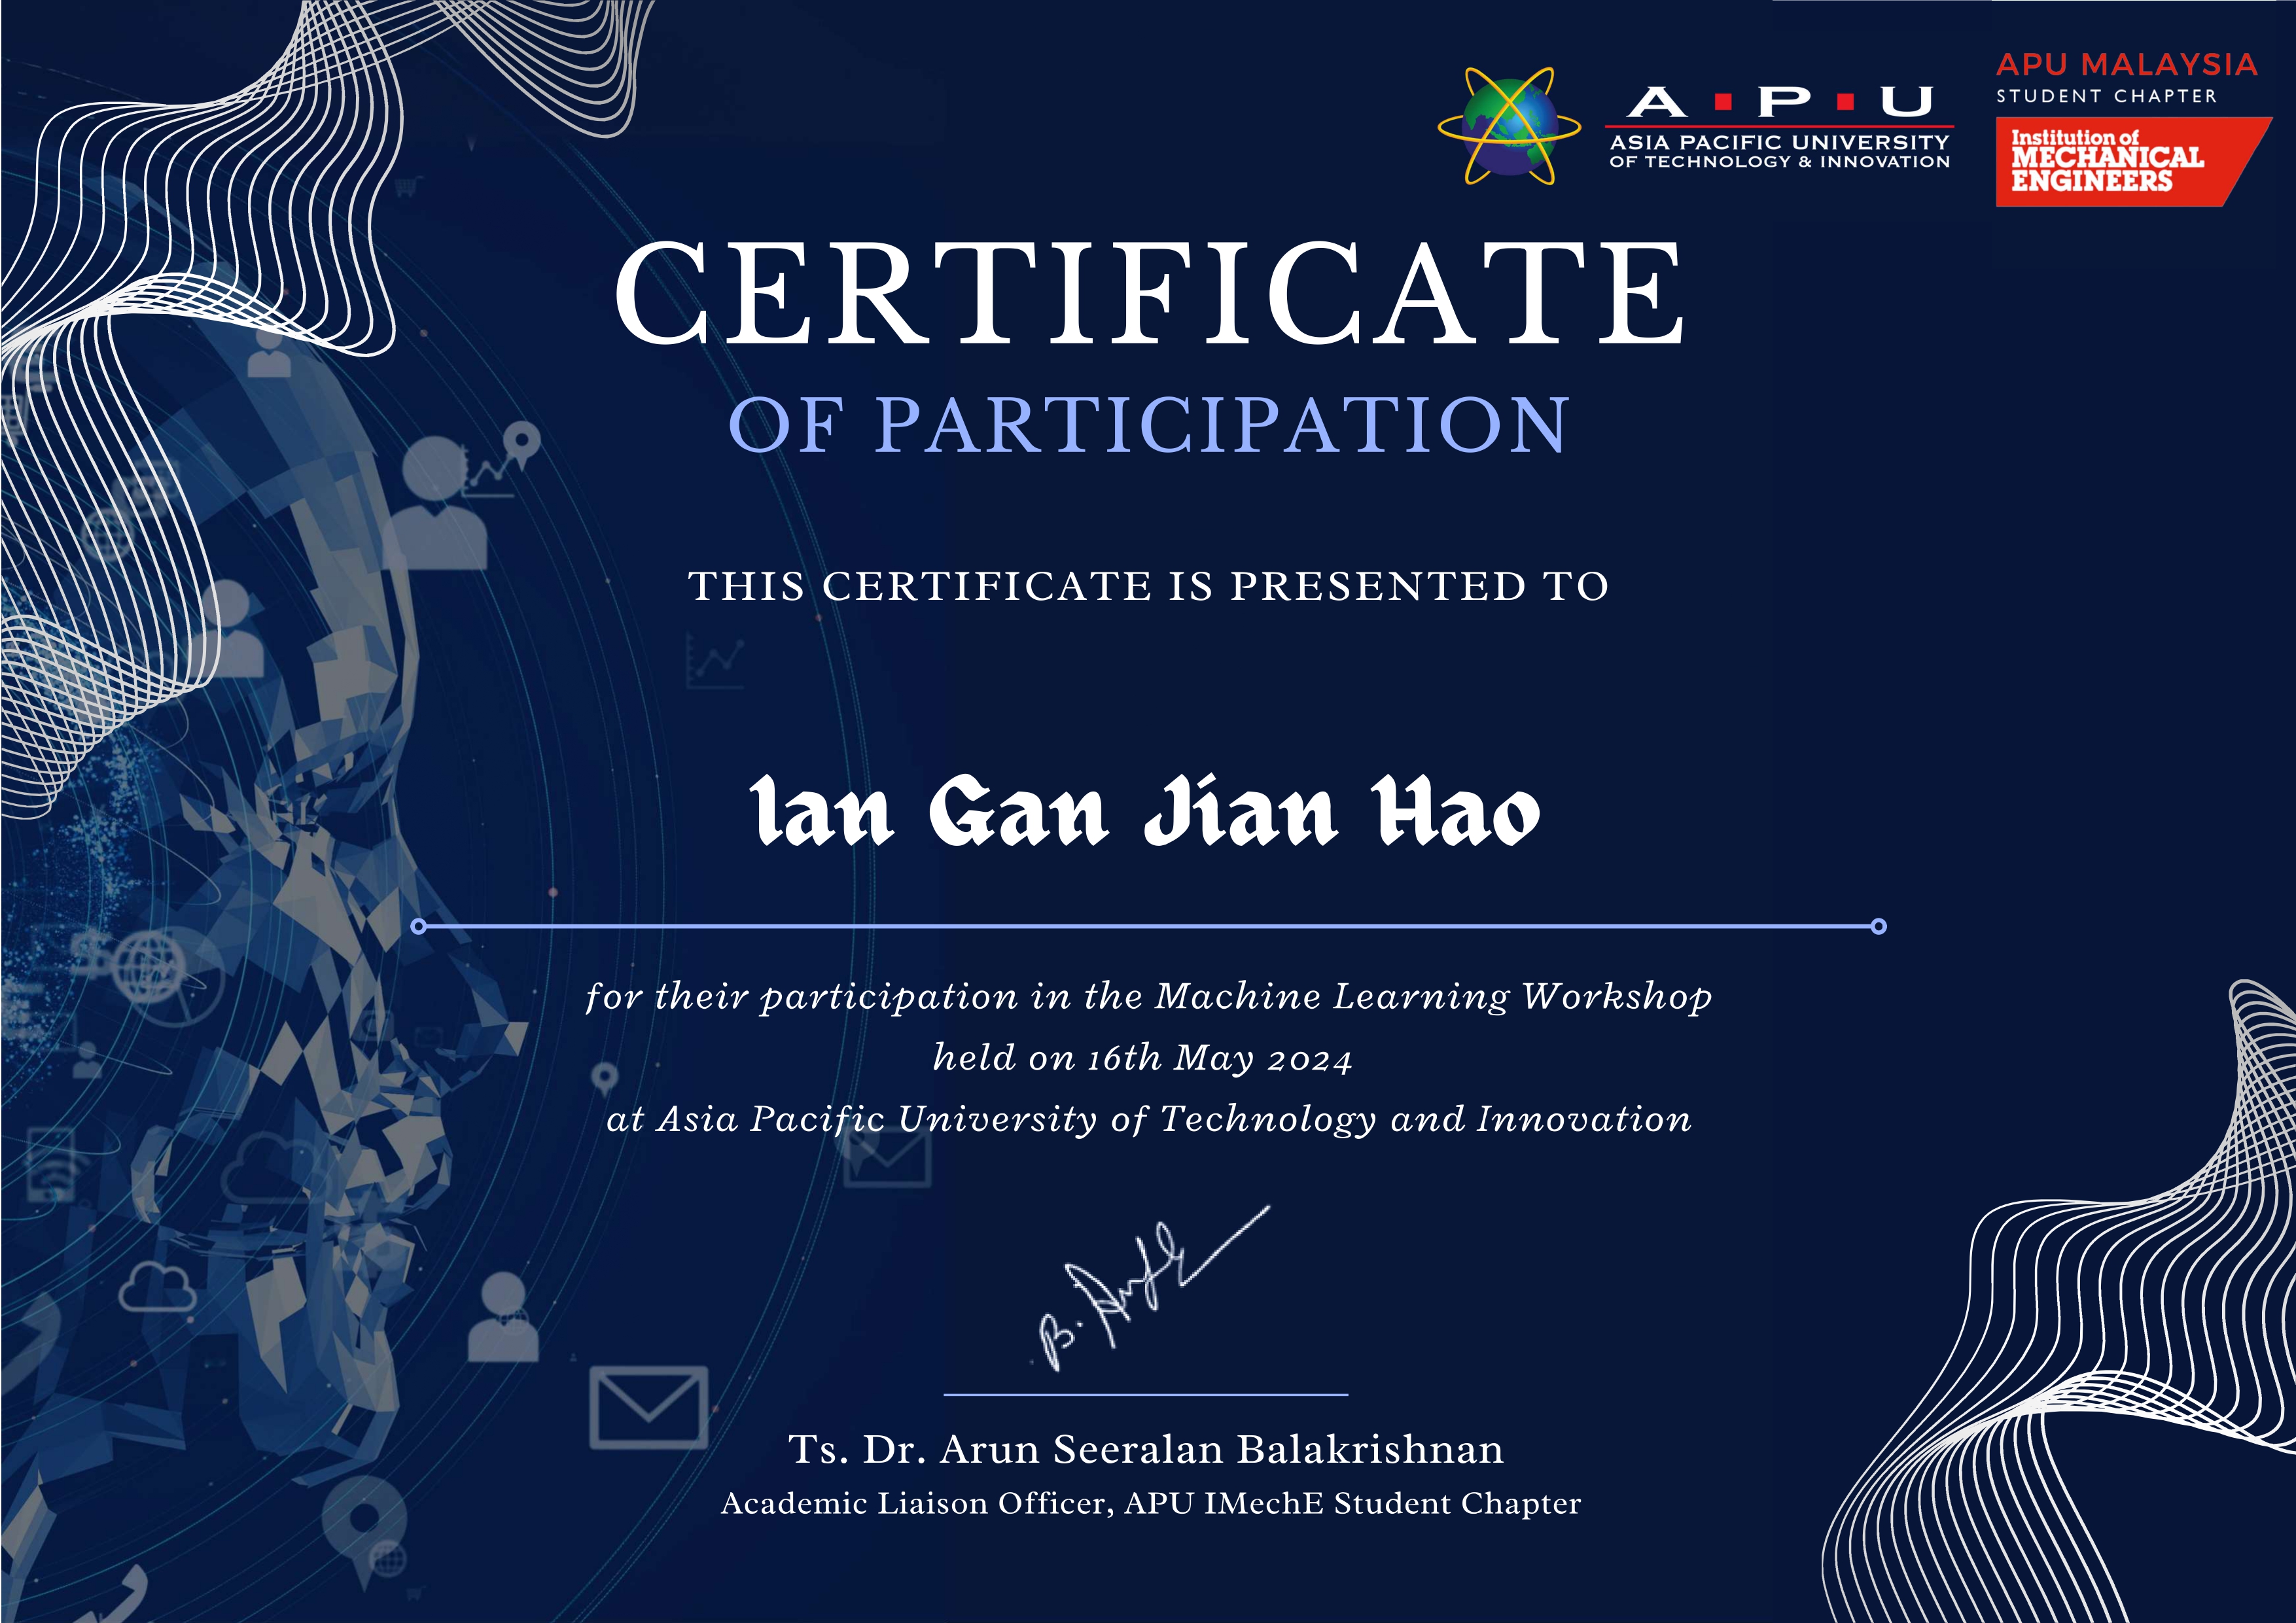 A.P.U
ASIA PACIFIC UNIVERSITY
OF TECHNOLOGY & INNOVATION
APU MALAYSIA
STUDENT CHAPTER
Institution of
MECHANICAL
ENGINEERS
CERTIFICATE
OF PARTICIPATION
THIS CERTIFICATE IS PRESENTED TO
Ian Gan Jian Hao
for their participation in the Machine Learning Workshop
held on 16th May 2024
at Asia Pacific University of Technology and Innovation
Ts. Dr. Arun Seeralan Balakrishnan
Academic Liaison Officer, APU IMechE Student Chapter